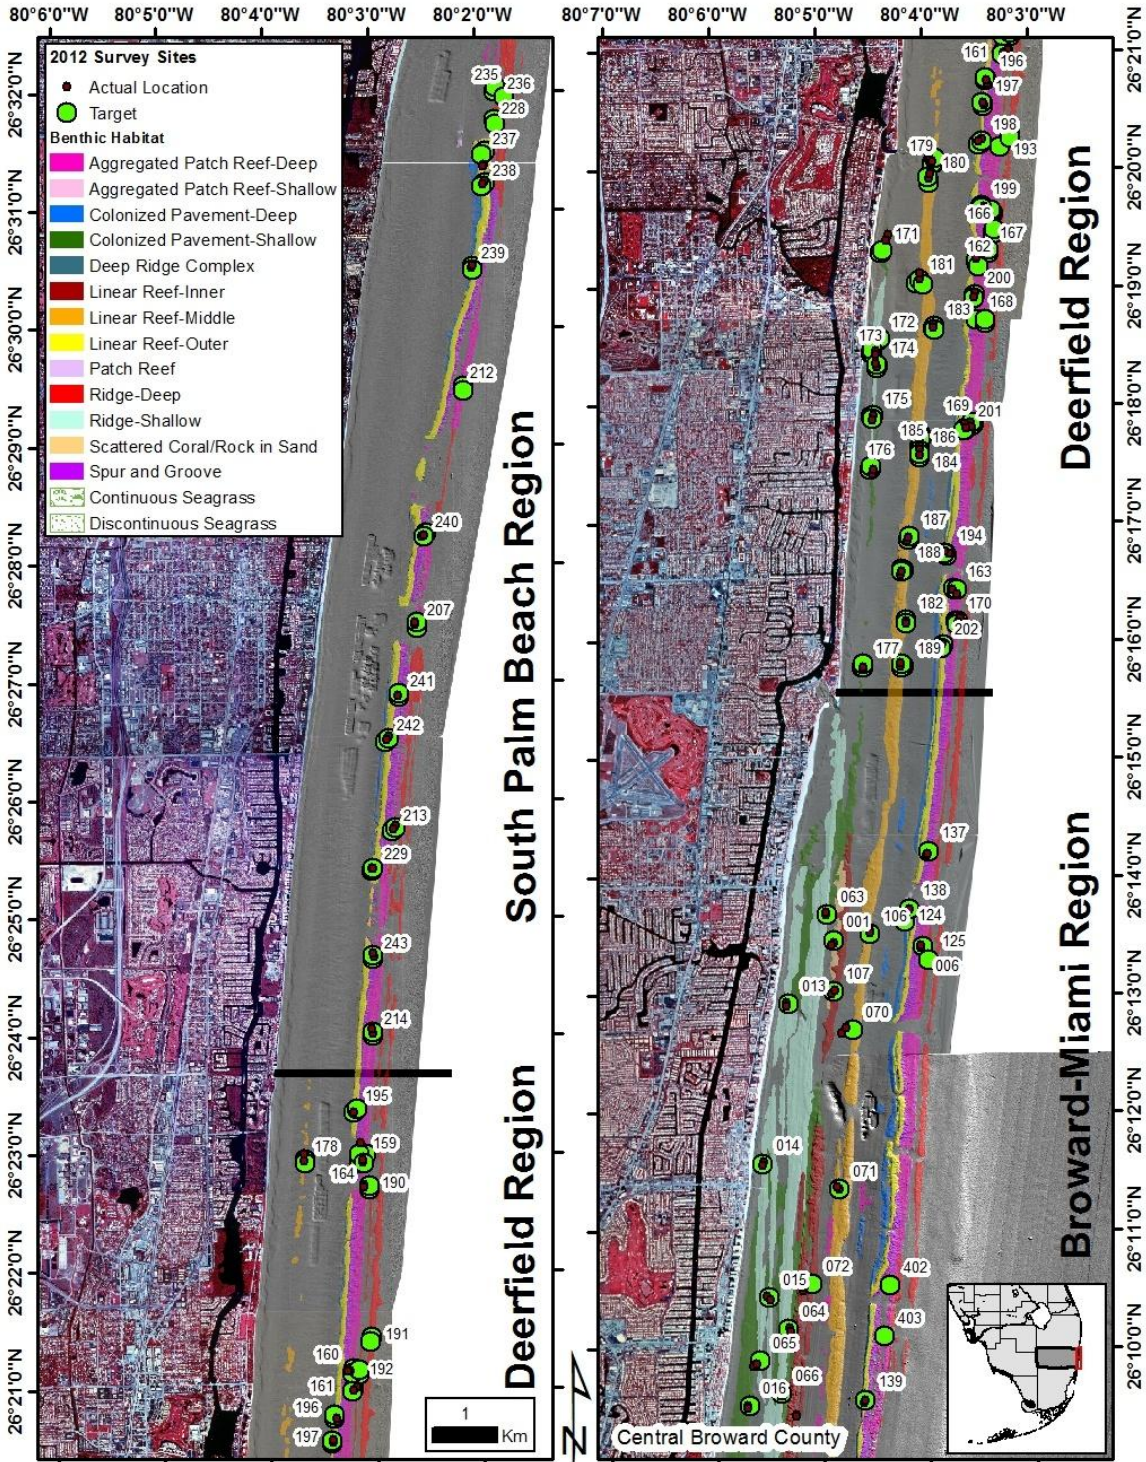 80°6'0"W 80°5'0"W 80°4'0"W 80°3'0"W 80°2'0"W
80°7'0"W 80°6'0"W 80°5'0"W 80°4'0"W 80°3'0"W
2012 Survey Sites
Actual Location
Target
Benthic Habitat
Aggregated Patch Reef-Deep
Aggregated Patch Reef-Shallow
Colonized Pavement-Deep
Colonized Pavement-Shallow
Deep Ridge Complex
Linear Reef-Inner
Linear Reef-Middle
Linear Reef-Outer
Patch Reef
Ridge-Deep
Ridge-Shallow
Scattered Coral/Rock in Sand
Spur and Groove
Continuous Seagrass
Discontinuous Seagrass
26°32'0"N
26°31'0"N
26°30'0"N
26°29'0"N
26°28'0"N
26°27'0"N
26°26'0"N
26°25'0"N
26°24'0"N
26°23'0"N
26°22'0"N
26°21'0"N
235
236
228
237
238
239
212
240
207
241
242
213
229
243
214
195
178
159
164
190
191
160
192
161
196
197
South Palm Beach Region
Deerfield Region
1
Km
N
161
196
197
198
193
179
180
199
166
167
171
162
181
200
183
168
172
173
174
175
169
201
185
186
176
184
187
194
188
163
182
170
202
177
189
137
138
063
001
106
124
125
006
013
107
070
014
071
072
402
015
064
403
065
066
016
139
Deerfield Region
Broward-Miami Region
Central Broward County
26°21'0"N
26°20'0"N
26°19'0"N
26°18'0"N
26°17'0"N
26°16'0"N
26°15'0"N
26°14'0"N
26°13'0"N
26°12'0"N
26°11'0"N
26°10'0"N